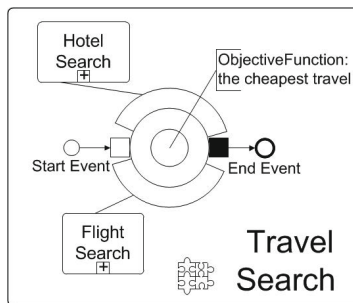 Hotel
Search
ObjectiveFunction:
the cheapest travel
Start Event
End Event
Flight
Search
Travel
Search